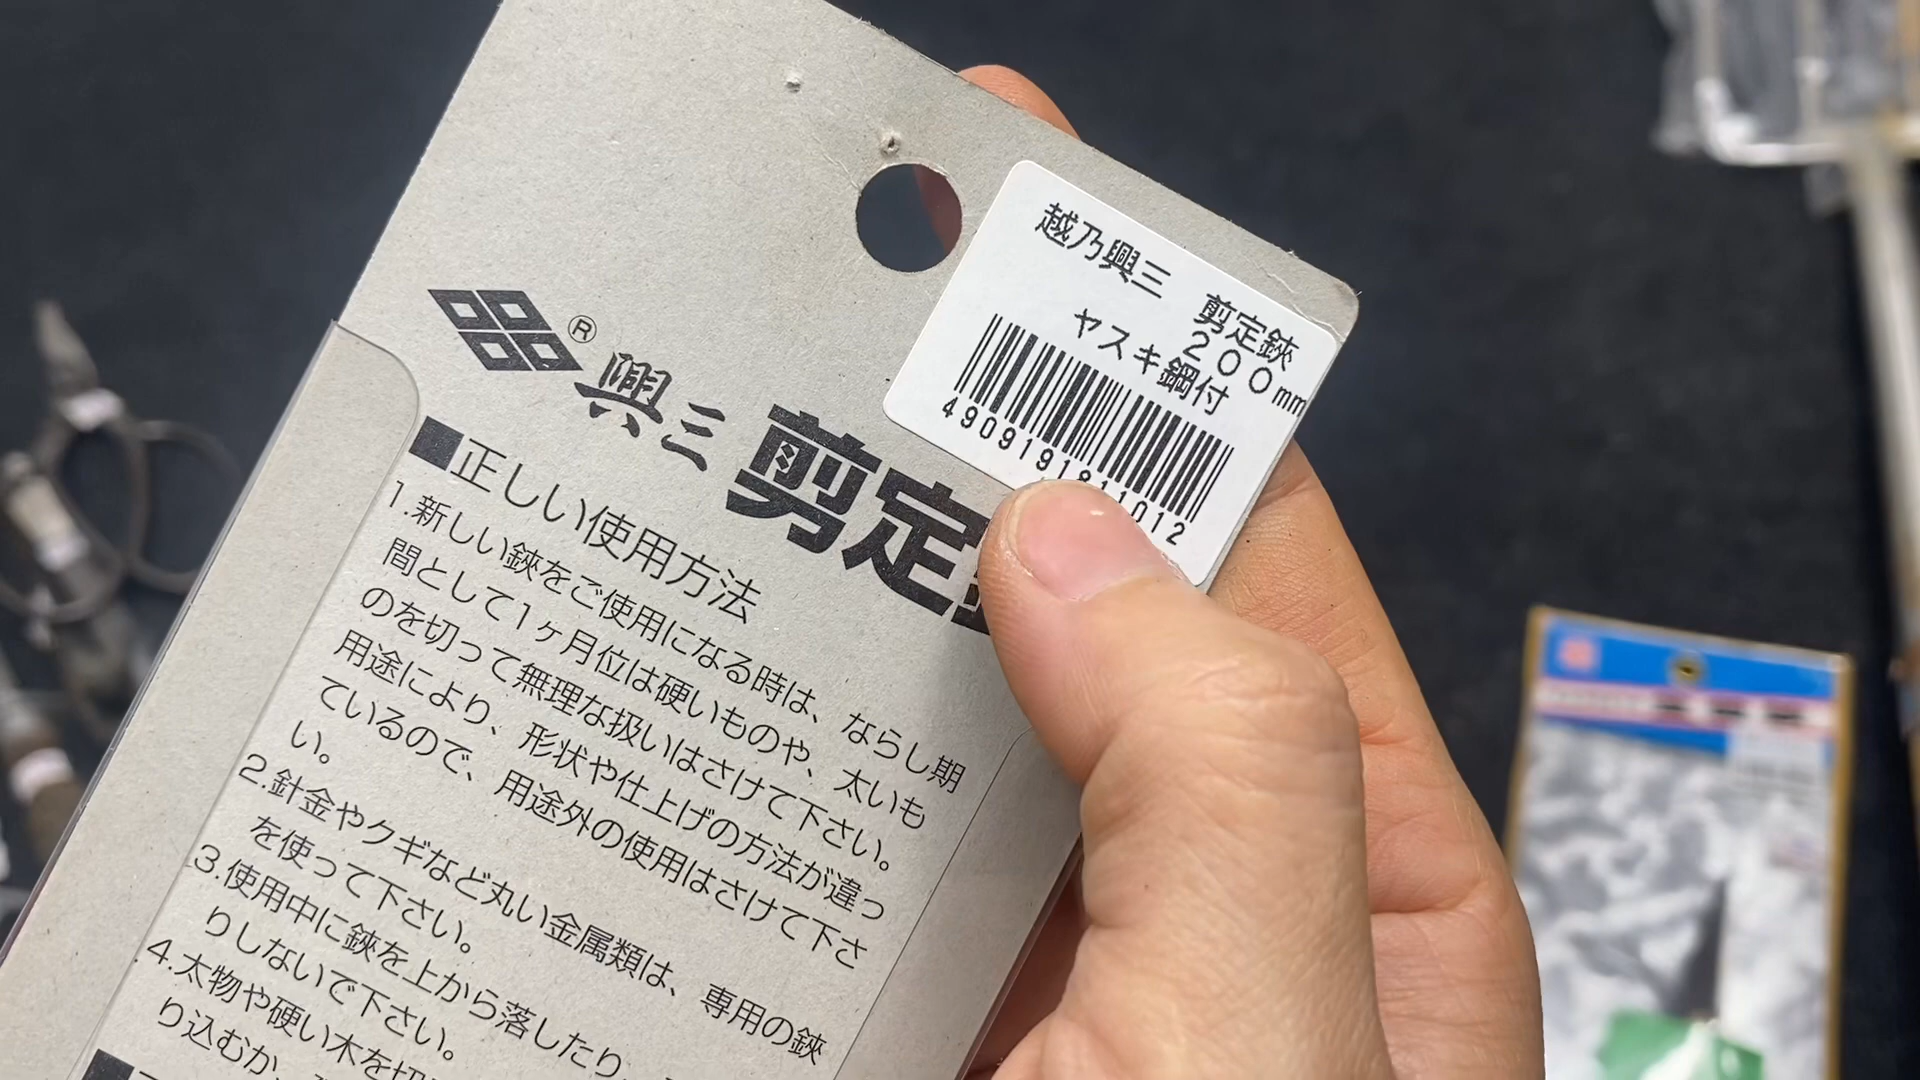 越乃興三 剪定鋏
200mm
ヤスキ鋼付
®
興三 剪定
■正しい使用方法
1.新しい鋏をご使用になる時は、ならし期
間として1ヶ月位は硬いものや、太いも
のを切って無理な扱いはさけて下さい。
用途により、形状や仕上げの方法が違っ
ているので、用途外の使用はさけて下さ
い。
2.針金やクギなど丸い金属類は、専用の鋏
を使って下さい。
3.使用中に鋏を上から落したり、
りしないで下さい。
4.太物や硬い木を切
り込むか、